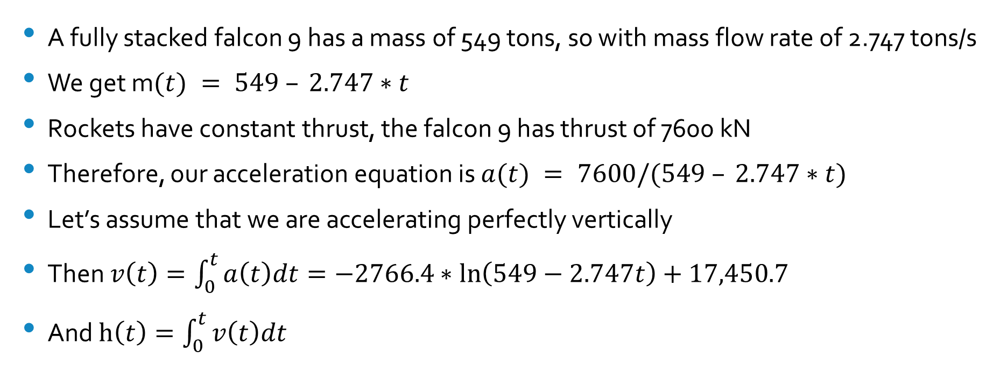 • A fully stacked falcon 9 has a mass of 549 tons, so with mass flow rate of 2.747 tons/s
• We get m(t) = 549 – 2.747 ∗ t
• Rockets have constant thrust, the falcon 9 has thrust of 7600 kN
• Therefore, our acceleration equation is a(t) = 7600/(549 – 2.747 ∗ t)
• Let’s assume that we are accelerating perfectly vertically
• Then v(t) = ∫₀ᵗ a(t)dt = −2766.4 ∗ ln(549 − 2.747t) + 17,450.7
• And h(t) = ∫₀ᵗ v(t)dt